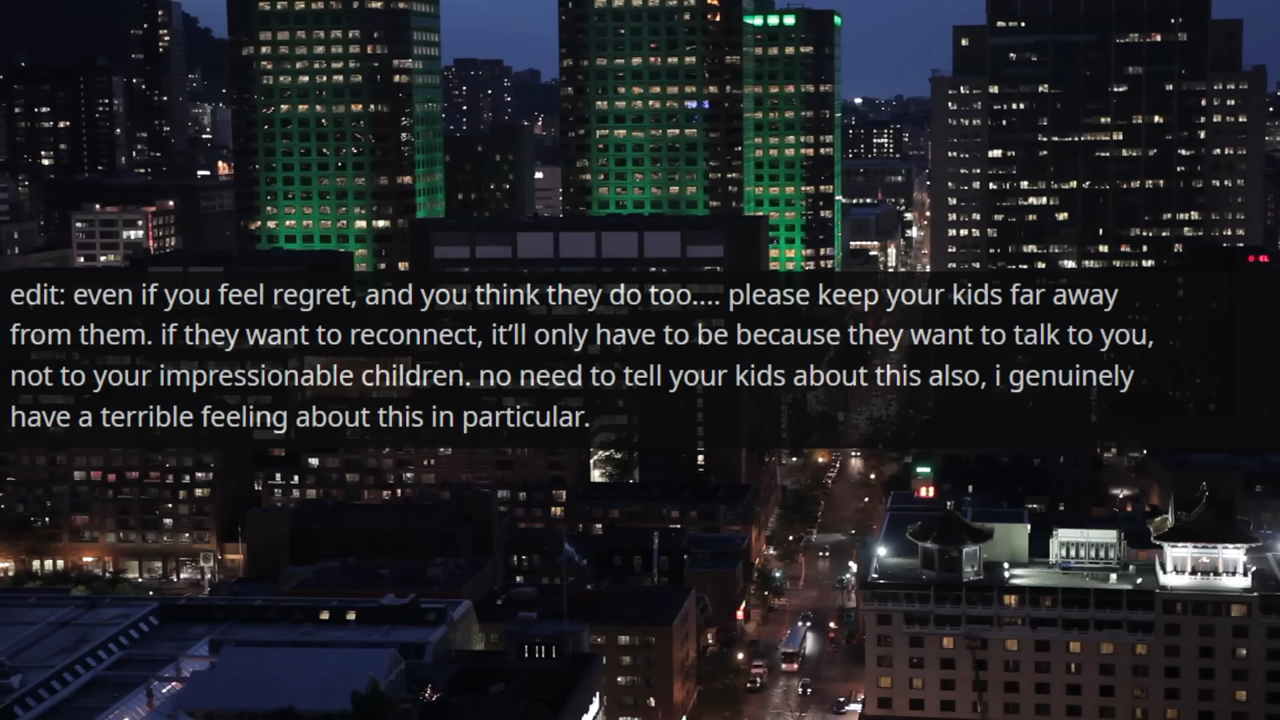 edit: even if you feel regret, and you think they do too.... please keep your kids far away
from them. if they want to reconnect, it’ll only have to be because they want to talk to you,
not to your impressionable children. no need to tell your kids about this also, i genuinely
have a terrible feeling about this in particular.